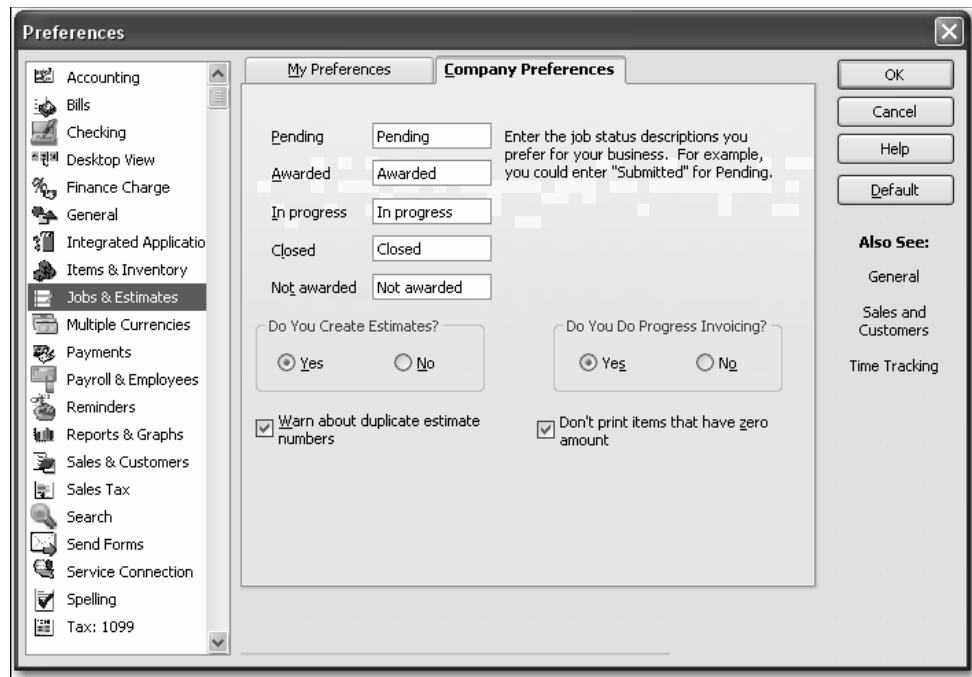 Preferences
Accounting
Bills
Checking
Desktop View
Finance Charge
General
Integrated Applicatio
Items & Inventory
Jobs & Estimates
Multiple Currencies
Payments
Payroll & Employees
Reminders
Reports & Graphs
Sales & Customers
Sales Tax
Search
Send Forms
Service Connection
Spelling
Tax: 1099
My Preferences
Company Preferences
Pending Pending
Awarded Awarded
In progress In progress
Closed Closed
Not awarded Not awarded
Enter the job status descriptions you
prefer for your business. For example,
you could enter "Submitted" for Pending.
Do You Create Estimates?
Yes No
Do You Do Progress Invoicing?
Yes No
Warn about duplicate estimate
numbers
Don't print items that have zero
amount
OK
Cancel
Help
Default
Also See:
General
Sales and
Customers
Time Tracking